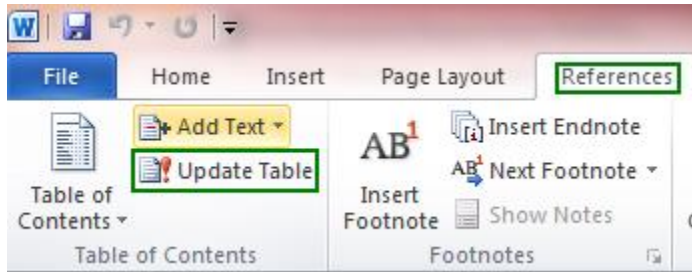 W
File Home Insert Page Layout References
Add Text
Update Table
Table of
Contents
Table of Contents
AB1
Insert
Footnote
Insert Endnote
AB1 Next Footnote
Show Notes
Footnotes